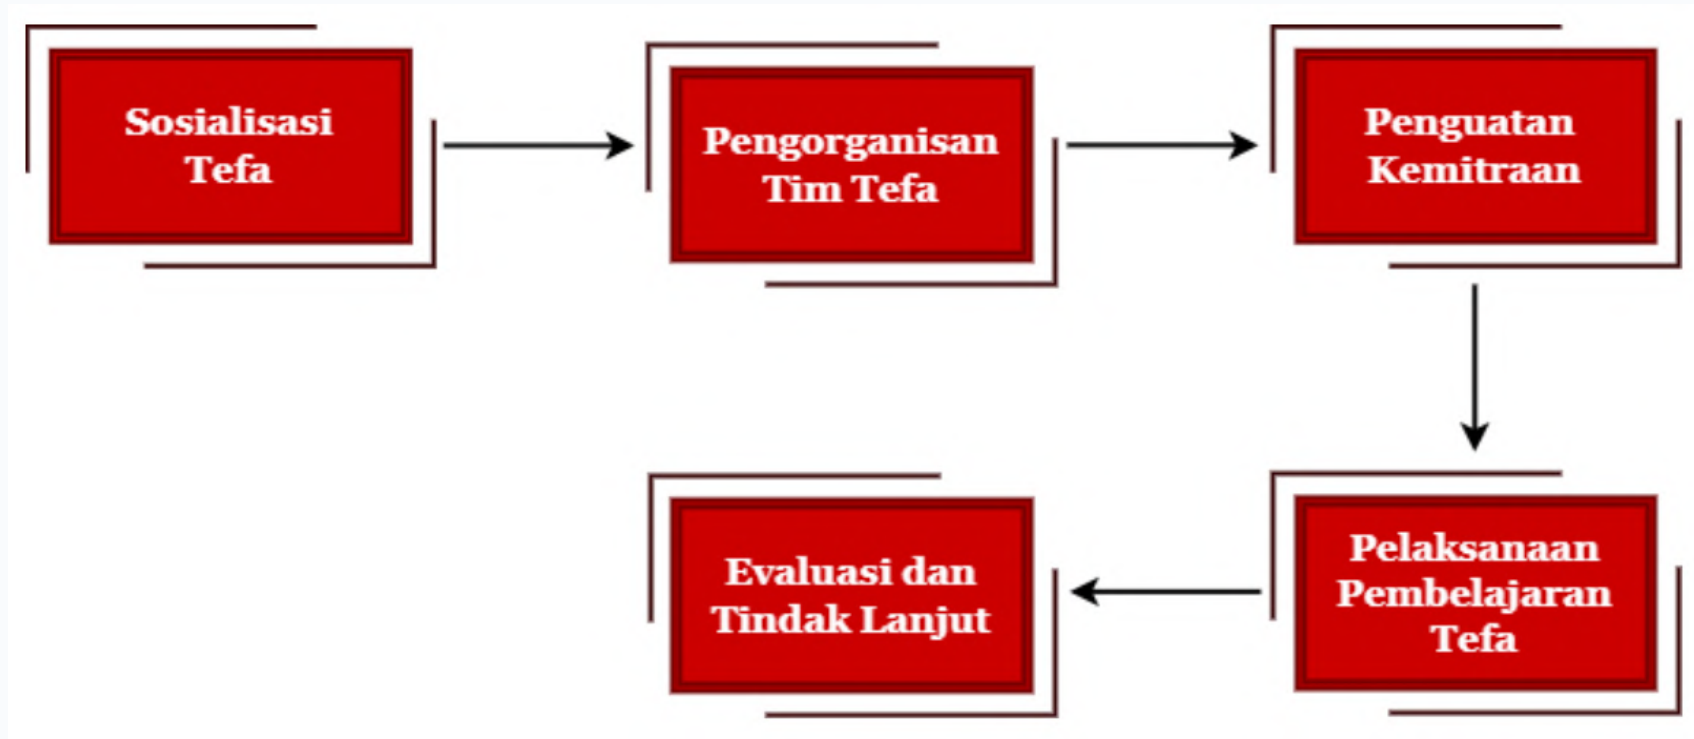 Sosialisasi
Tefa
Pengorganisan
Tim Tefa
Penguatan
Kemitraan
Pelaksanaan
Pembelajaran
Tefa
Evaluasi dan
Tindak Lanjut